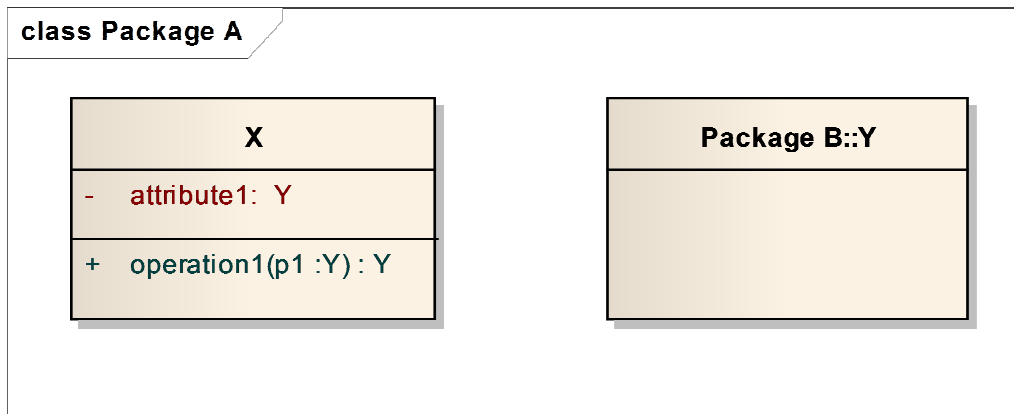 class Package A
X
- attribute1: Y
+ operation1(p1 :Y) : Y
Package B::Y